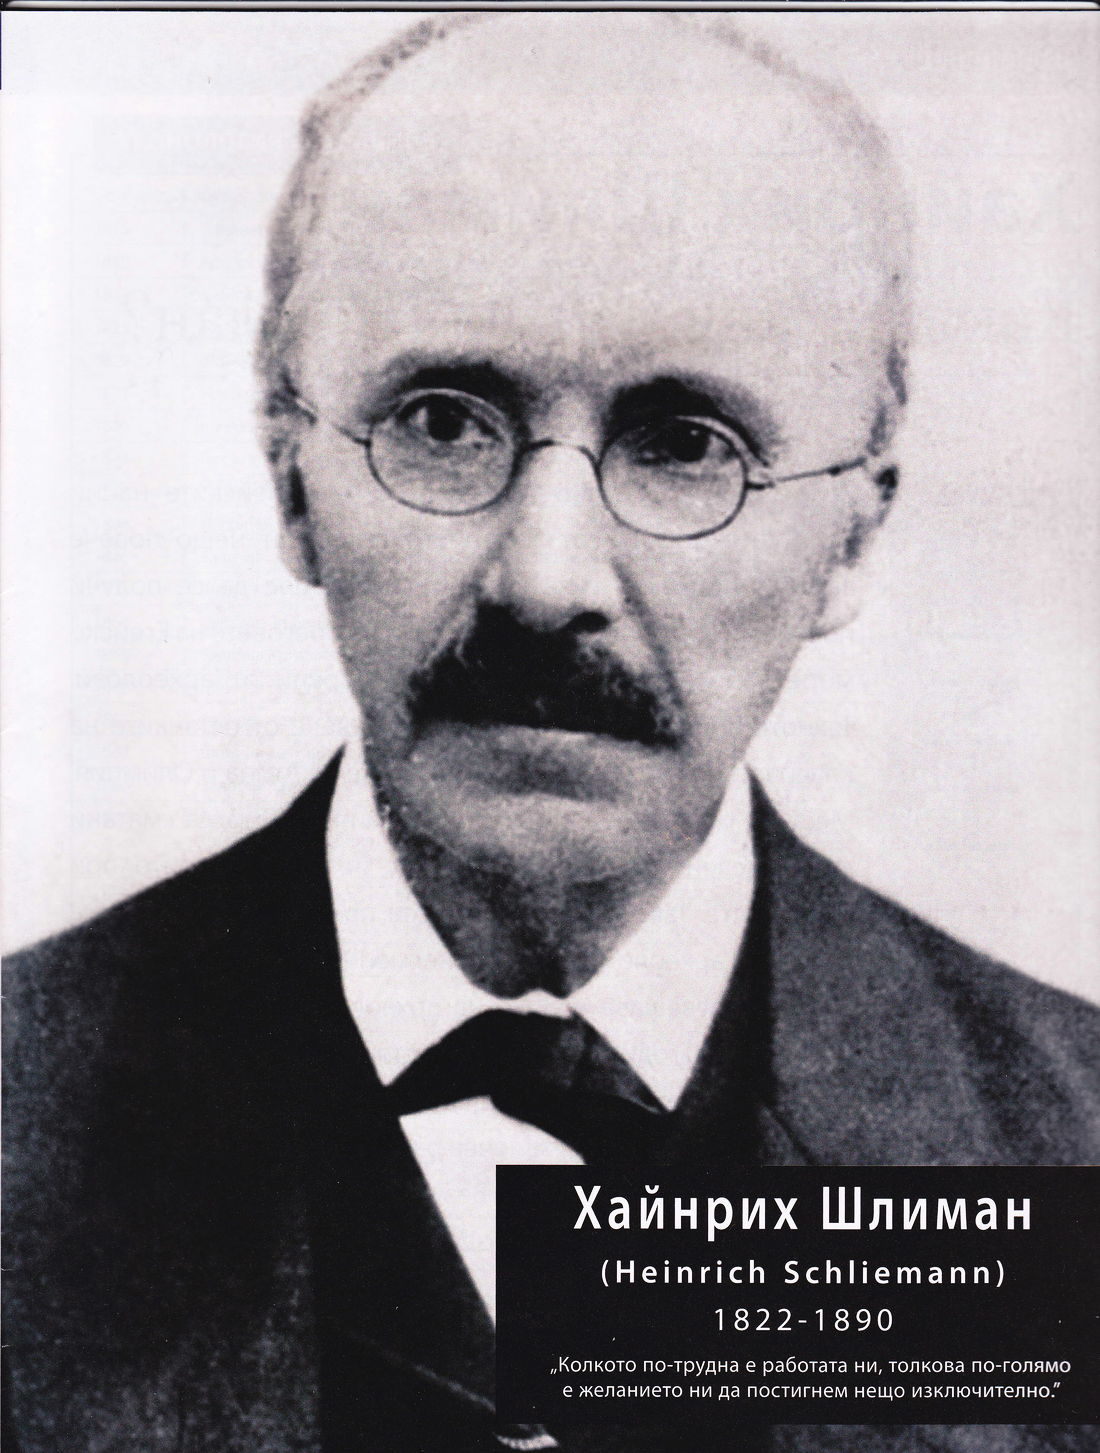 Хайнрих Шлиман
(Heinrich Schliemann)
1822-1890
„Колкото по-трудна е работата ни, толкова по-голямо
е желанието ни да постигнем нещо изключително.”